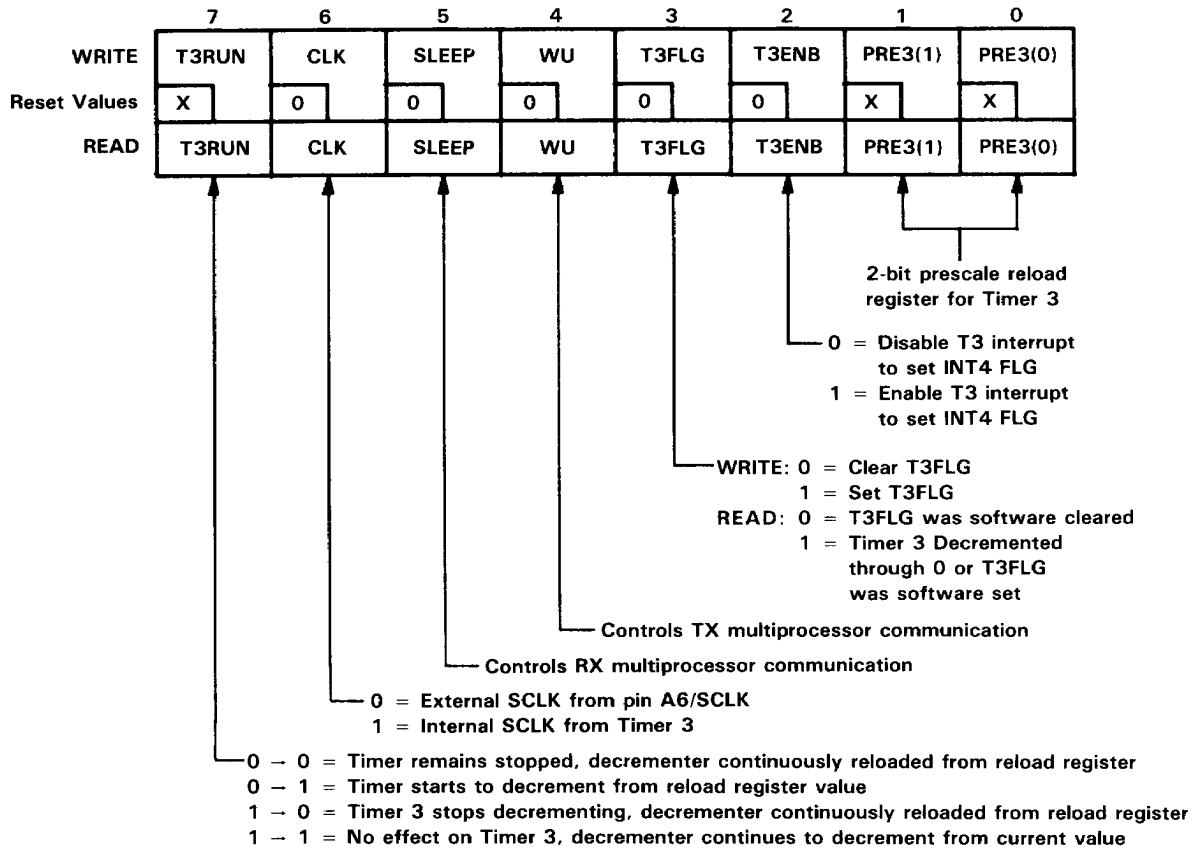 7 6 5 4 3 2 1 0
WRITE T3RUN CLK SLEEP WU T3FLG T3ENB PRE3(1) PRE3(0)
Reset Values X 0 0 0 0 0 X X
READ T3RUN CLK SLEEP WU T3FLG T3ENB PRE3(1) PRE3(0)
2-bit prescale reload
register for Timer 3
0 = Disable T3 interrupt
to set INT4 FLG
1 = Enable T3 interrupt
to set INT4 FLG
WRITE: 0 = Clear T3FLG
1 = Set T3FLG
READ: 0 = T3FLG was software cleared
1 = Timer 3 Decremented
through 0 or T3FLG
was software set
Controls TX multiprocessor communication
Controls RX multiprocessor communication
0 = External SCLK from pin A6/SCLK
1 = Internal SCLK from Timer 3
0 → 0 = Timer remains stopped, decrementer continuously reloaded from reload register
0 → 1 = Timer starts to decrement from reload register value
1 → 0 = Timer 3 stops decrementing, decrementer continuously reloaded from reload register
1 → 1 = No effect on Timer 3, decrementer continues to decrement from current value